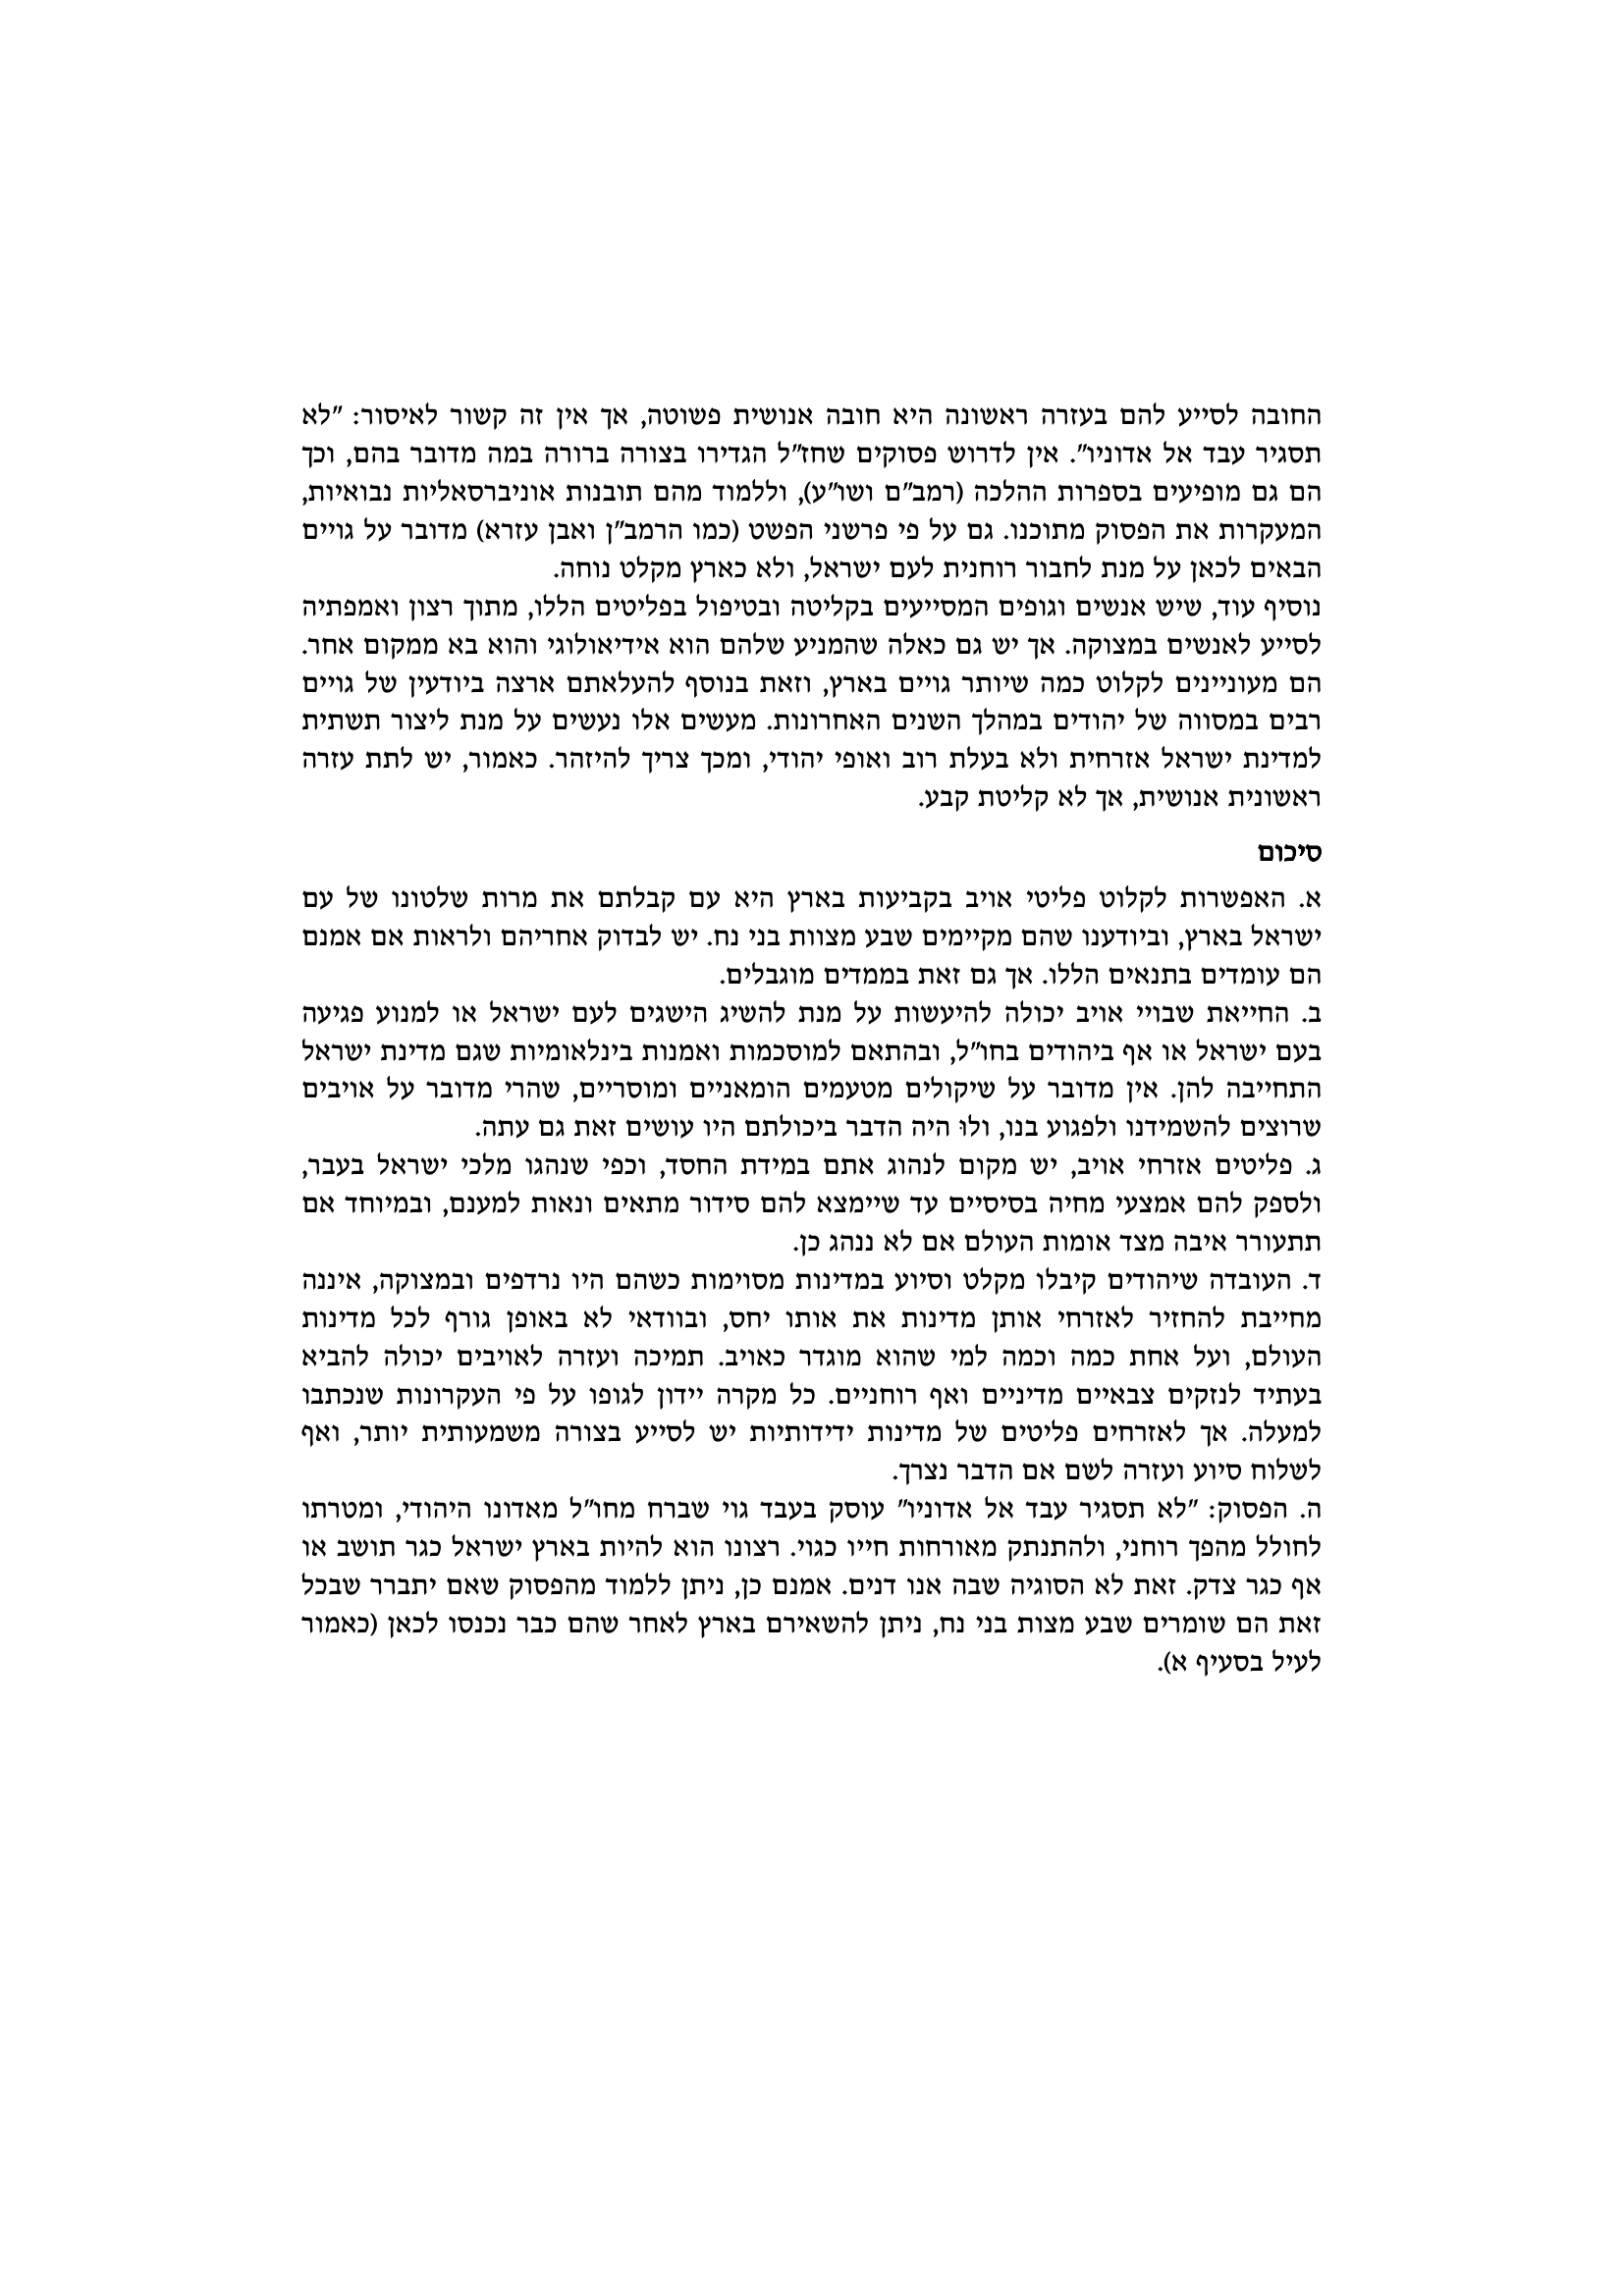 החובה לסייע להם בעזרה ראשונה היא חובה אנושית פשוטה, אך אין זה קשור לאיסור: "לא
תסגיר עבד אל אדוניו". אין לדרוש פסוקים שחז"ל הגדירו בצורה ברורה במה מדובר בהם, וכך
הם גם מופיעים בספרות ההלכה (רמב"ם ושו"ע), וללמוד מהם תובנות אוניברסאליות נבואיות,
המעקרות את הפסוק מתוכנו. גם על פי פרשני הפשט (כמו הרמב"ן ואבן עזרא) מדובר על גויים
הבאים לכאן על מנת לחבור רוחנית לעם ישראל, ולא כארץ מקלט נוחה.
נוסיף עוד, שיש אנשים וגופים המסייעים בקליטה ובטיפול בפליטים הללו, מתוך רצון ואמפתיה
לסייע לאנשים במצוקה. אך יש גם כאלה שהמניע שלהם הוא אידיאולוגי והוא בא ממקום אחר.
הם מעוניינים לקלוט כמה שיותר גויים בארץ, וזאת בנוסף להעלאתם ארצה ביודעין של גויים
רבים במסווה של יהודים במהלך השנים האחרונות. מעשים אלו נעשים על מנת ליצור תשתית
למדינת ישראל אזרחית ולא בעלת רוב ואופי יהודי, ומכך צריך להיזהר. כאמור, יש לתת עזרה
ראשונית אנושית, אך לא קליטת קבע.
סיכום
א. האפשרות לקלוט פליטי אויב בקביעות בארץ היא עם קבלתם את מרות שלטונו של עם
ישראל בארץ, וביודענו שהם מקיימים שבע מצוות בני נח. יש לבדוק אחריהם ולראות אם אמנם
הם עומדים בתנאים הללו. אך גם זאת בממדים מוגבלים.
ב. החייאת שבויי אויב יכולה להיעשות על מנת להשיג הישגים לעם ישראל או למנוע פגיעה
בעם ישראל או אף ביהודים בחו"ל, ובהתאם למוסכמות ואמנות בינלאומיות שגם מדינת ישראל
התחייבה להן. אין מדובר על שיקולים מטעמים הומאניים ומוסריים, שהרי מדובר על אויבים
שרוצים להשמידנו ולפגוע בנו, ולוּ היה הדבר ביכולתם היו עושים זאת גם עתה.
ג. פליטים אזרחי אויב, יש מקום לנהוג אתם במידת החסד, וכפי שנהגו מלכי ישראל בעבר,
ולספק להם אמצעי מחיה בסיסיים עד שיימצא להם סידור מתאים ונאות למענם, ובמיוחד אם
תתעורר איבה מצד אומות העולם אם לא ננהג כן.
ד. העובדה שיהודים קיבלו מקלט וסיוע במדינות מסוימות כשהם היו נרדפים ובמצוקה, איננה
מחייבת להחזיר לאזרחי אותן מדינות את אותו יחס, ובוודאי לא באופן גורף לכל מדינות
העולם, ועל אחת כמה וכמה למי שהוא מוגדר כאויב. תמיכה ועזרה לאויבים יכולה להביא
בעתיד לנזקים צבאיים מדיניים ואף רוחניים. כל מקרה יידון לגופו על פי העקרונות שנכתבו
למעלה. אך לאזרחים פליטים של מדינות ידידותיות יש לסייע בצורה משמעותית יותר, ואף
לשלוח סיוע ועזרה לשם אם הדבר נצרך.
ה. הפסוק: "לא תסגיר עבד אל אדוניו" עוסק בעבד גוי שברח מחו"ל מאדונו היהודי, ומטרתו
לחולל מהפך רוחני, ולהתנתק מאורחות חייו כגוי. רצונו הוא להיות בארץ ישראל כגר תושב או
אף כגר צדק. זאת לא הסוגיה שבה אנו דנים. אמנם כן, ניתן ללמוד מהפסוק שאם יתברר שבכל
זאת הם שומרים שבע מצות בני נח, ניתן להשאירם בארץ לאחר שהם כבר נכנסו לכאן (כאמור
לעיל בסעיף א).